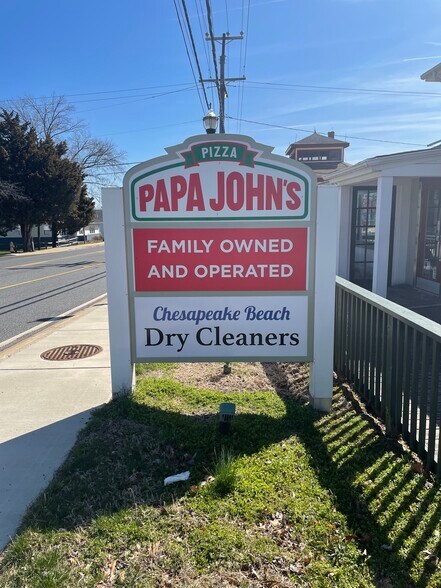 PIZZA
PAPA JOHN'S
FAMILY OWNED
AND OPERATED
Chesapeake Beach
Dry Cleaners